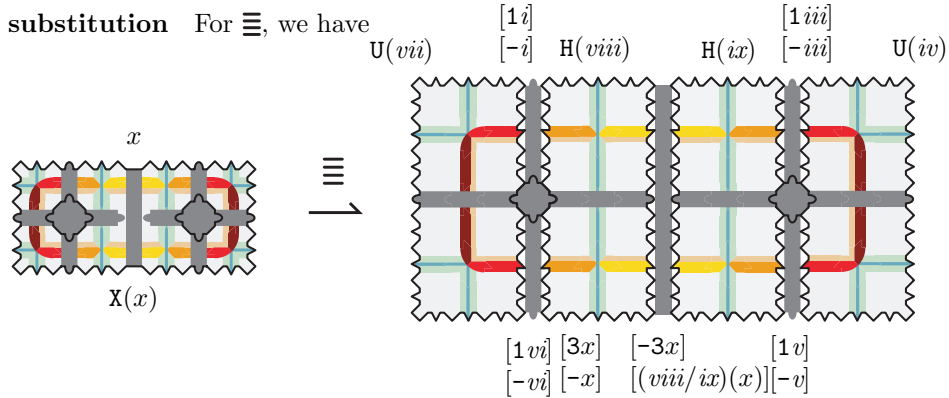 substitution For ≣, we have
[1i] [1iii]
[-i] [-iii]
U(vii) H(viii) H(ix) U(iv)
x
X(x)
[1vi] [3x] [-3x] [1v]
[-vi] [-x] [(viii/ix)(x)] [-v]